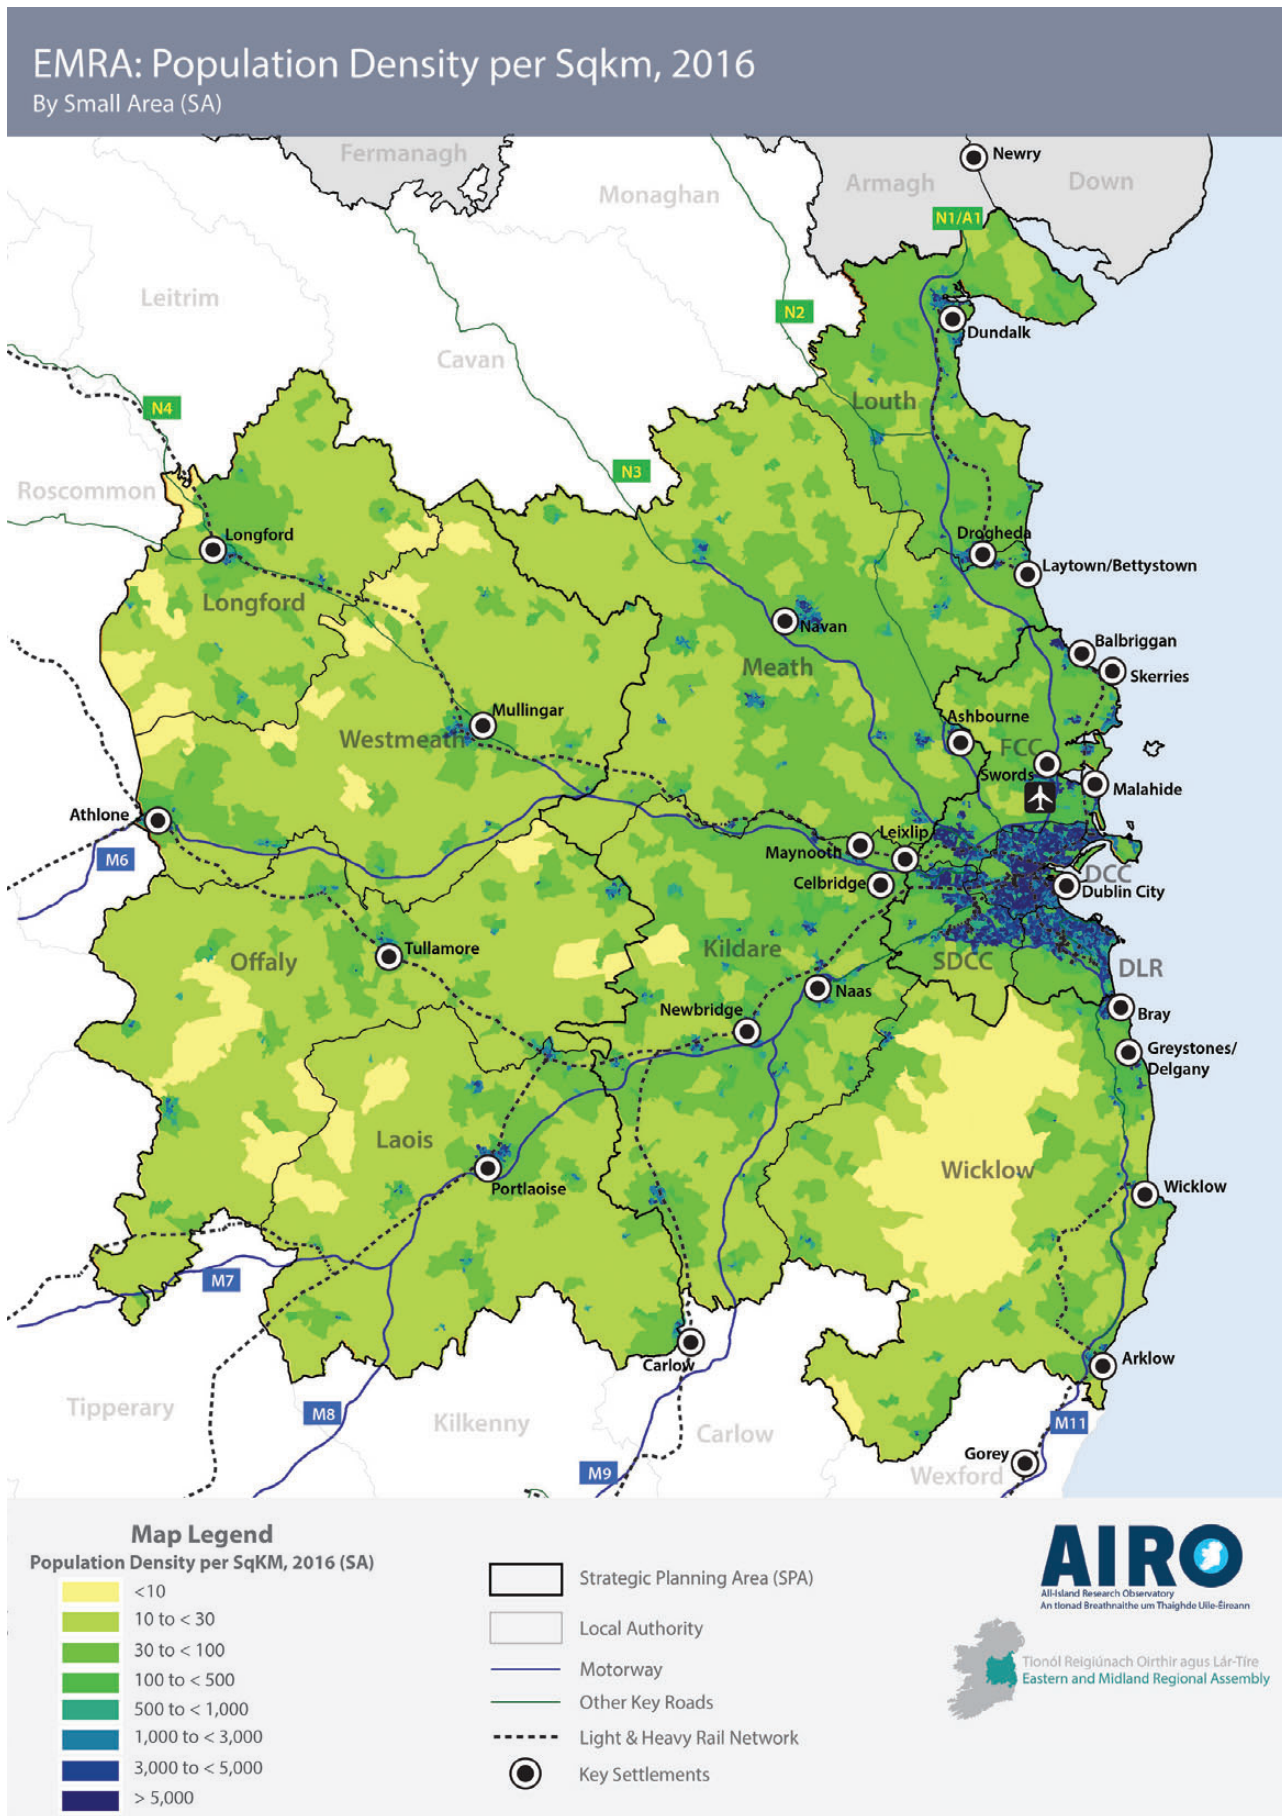 EMRA: Population Density per Sqkm, 2016
By Small Area (SA)
Fermanagh
Newry
Monaghan
Armagh
Down
N1/A1
Leitrim
N2
Dundalk
Cavan
N4
Louth
N3
Roscommon
Longford
Drogheda
Laytown/Bettystown
Longford
Navan
Balbriggan
Meath
Skerries
Mullingar
Ashbourne
Westmeath
FCC
Swords
Malahide
Athlone
Leixlip
Maynooth
M6
DCC
Celbridge
Dublin City
Tullamore
Kildare
Offaly
SDCC
DLR
Naas
Newbridge
Bray
Greystones/
Delgany
Laois
Wicklow
Portlaoise
Wicklow
M7
Carlow
Arklow
Tipperary
M8
Kilkenny
Carlow
M11
Gorey
M9
Wexford
Map Legend
Population Density per SqKM, 2016 (SA)
<10
10 to < 30
30 to < 100
100 to < 500
500 to < 1,000
1,000 to < 3,000
3,000 to < 5,000
> 5,000
Strategic Planning Area (SPA)
Local Authority
Motorway
Other Key Roads
Light & Heavy Rail Network
Key Settlements
AIRO
All-Island Research Observatory
An tIonad Breathnaithe um Thaighde Uile-Éireann
Tionól Reigiúnach Oirthir agus Lár-Tíre
Eastern and Midland Regional Assembly